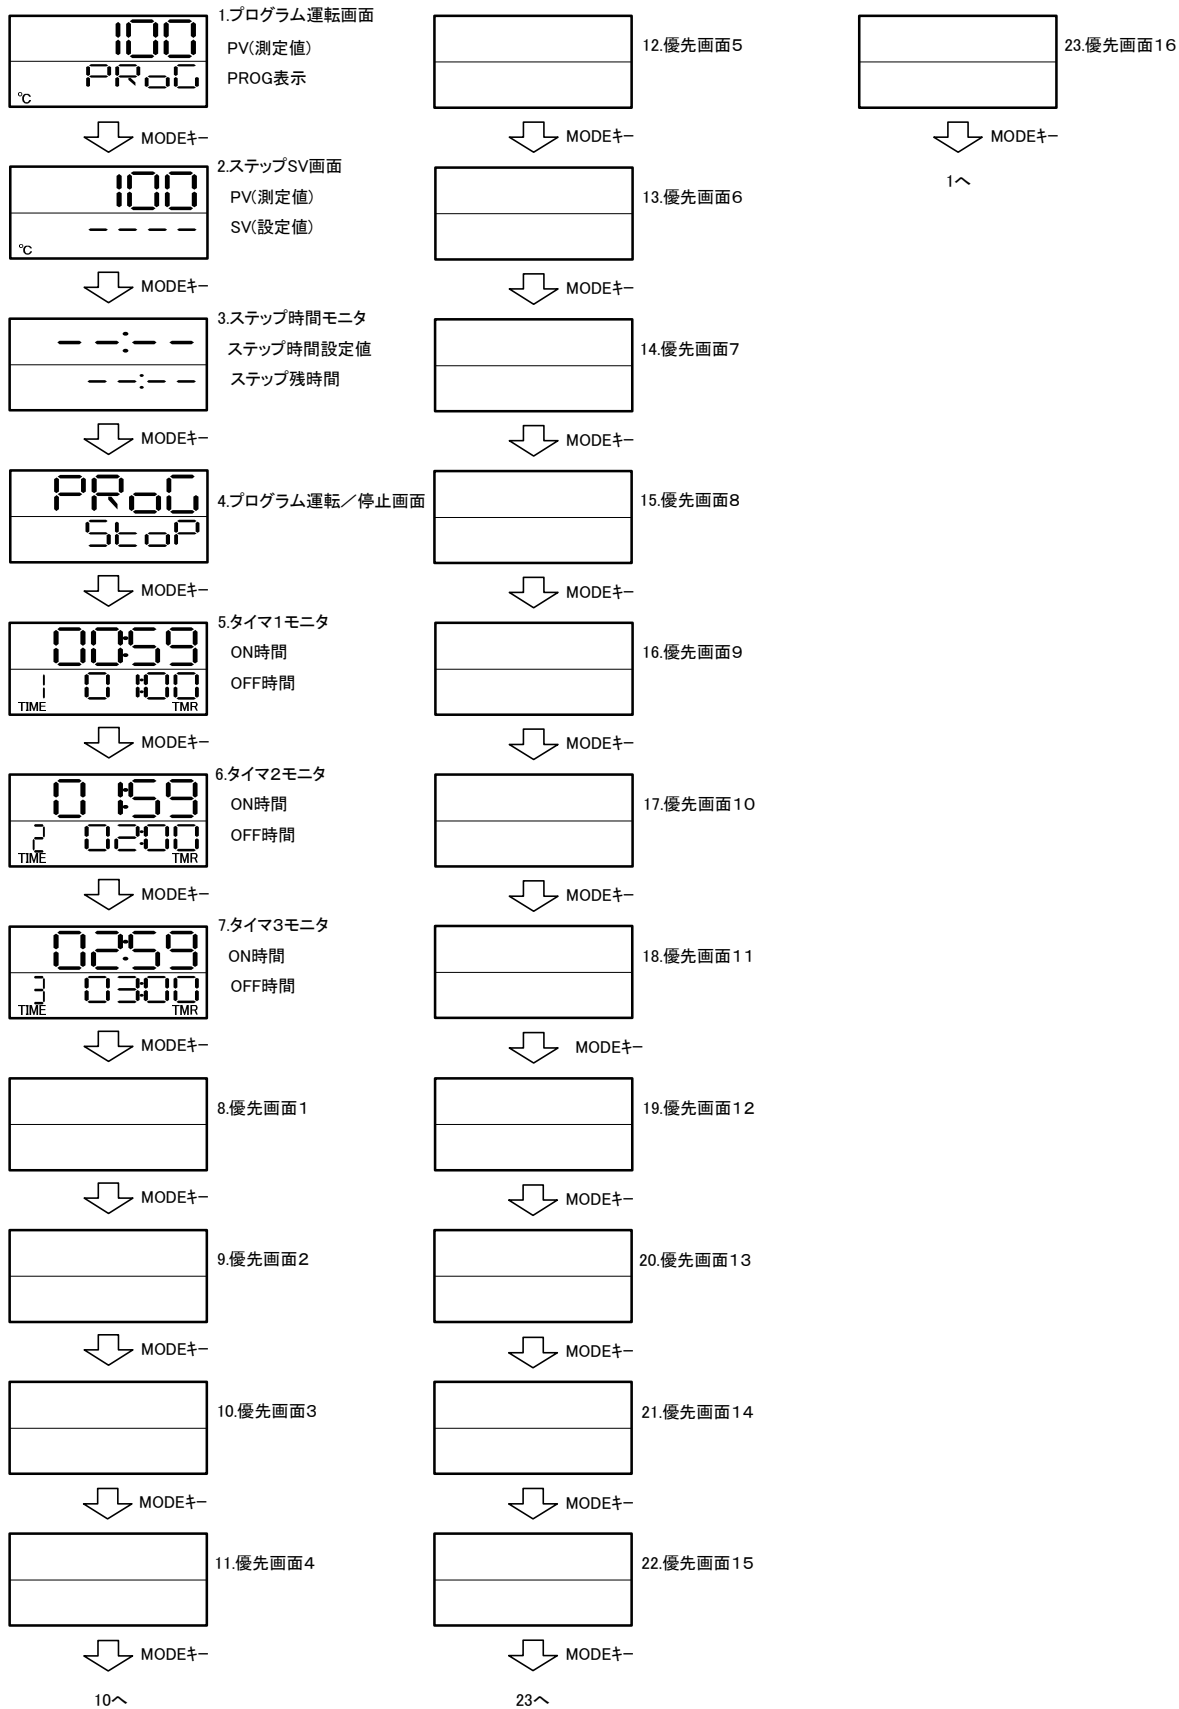 100
PRoG
℃
1.プログラム運転画面
PV(測定値)
PROG表示
MODEキー
100
- - - -
℃
2.ステップSV画面
PV(測定値)
SV(設定値)
MODEキー
- -:- -
- -:- -
3.ステップ時間モニタ
ステップ時間設定値
ステップ残時間
MODEキー
PRoG
StoP
4.プログラム運転／停止画面
MODEキー
00:59
1 01:00
TIME TMR
5.タイマ1モニタ
ON時間
OFF時間
MODEキー
01:59
2 02:00
TIME TMR
6.タイマ2モニタ
ON時間
OFF時間
MODEキー
02:59
3 03:00
TIME TMR
7.タイマ3モニタ
ON時間
OFF時間
MODEキー
8.優先画面1
MODEキー
9.優先画面2
MODEキー
10.優先画面3
MODEキー
11.優先画面4
MODEキー
10へ
12.優先画面5
MODEキー
13.優先画面6
MODEキー
14.優先画面7
MODEキー
15.優先画面8
MODEキー
16.優先画面9
MODEキー
17.優先画面10
MODEキー
18.優先画面11
MODEキー
19.優先画面12
MODEキー
20.優先画面13
MODEキー
21.優先画面14
MODEキー
22.優先画面15
MODEキー
23へ
23.優先画面16
MODEキー
1へ